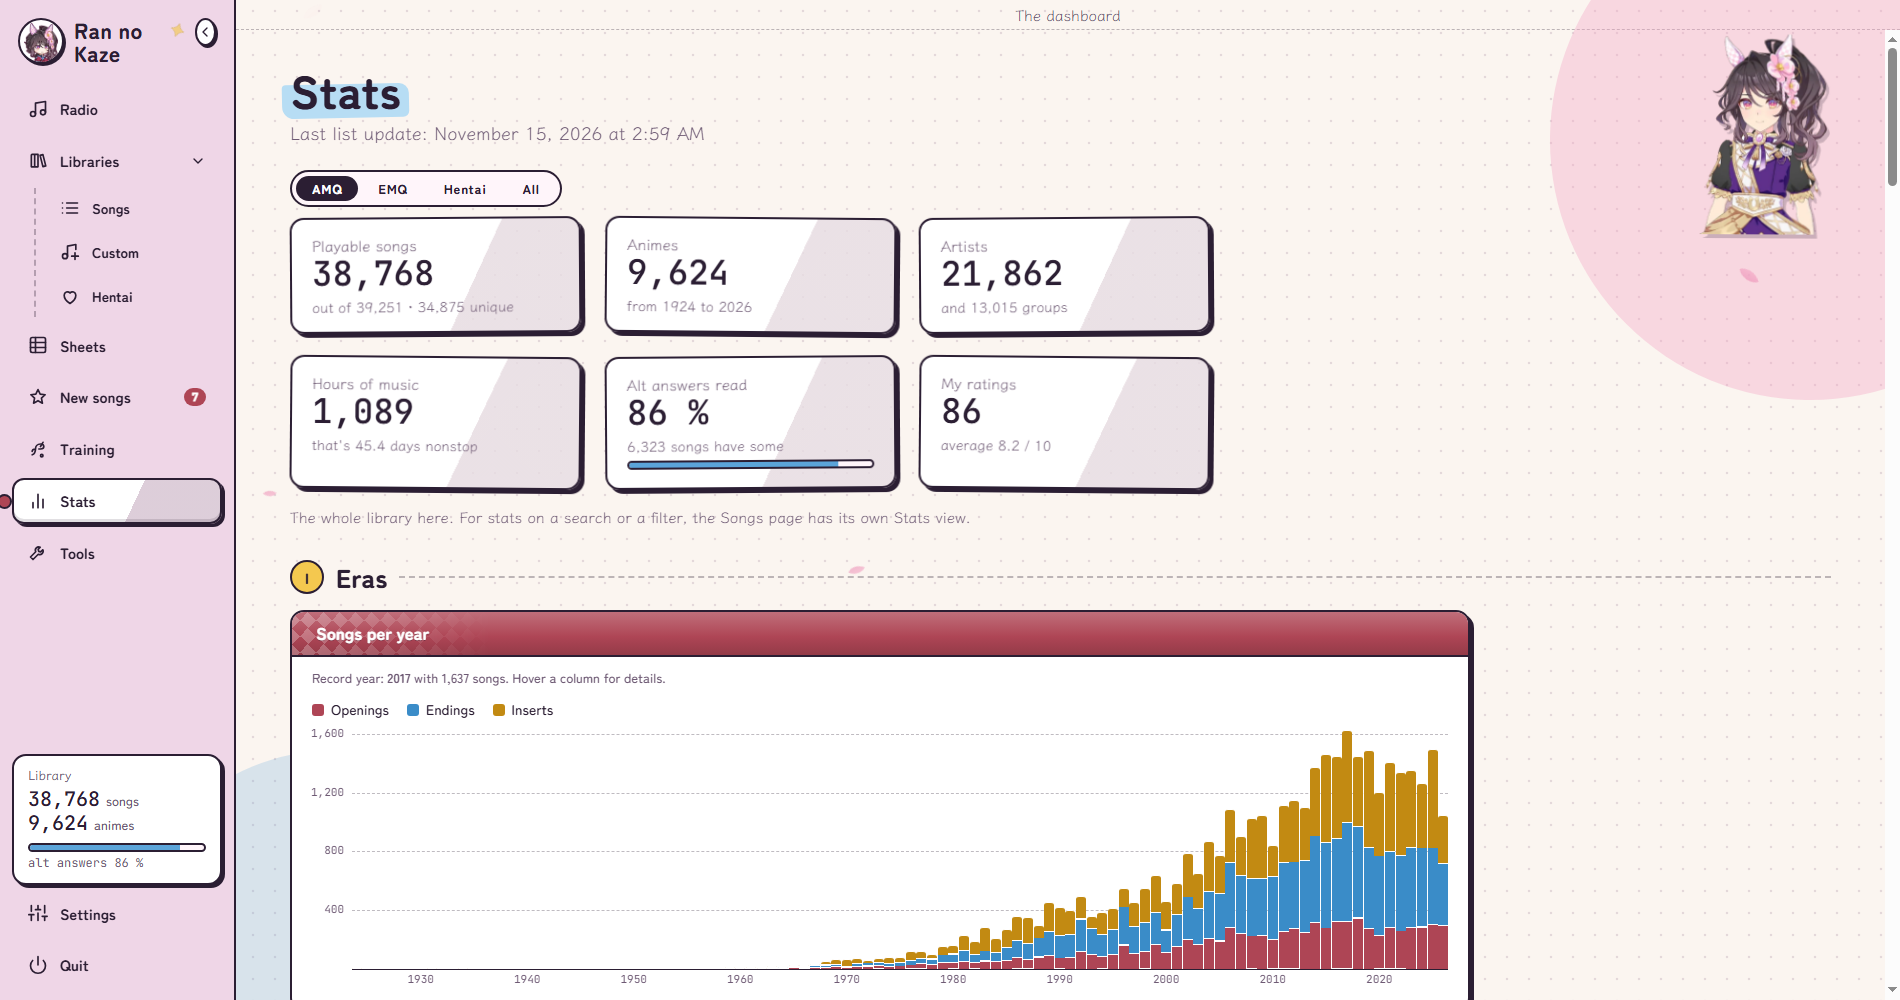 Ran no
Kaze
Radio
Libraries
Songs
Custom
Hentai
Sheets
New songs
7
Training
Stats
Tools
Library
38,768 songs
9,624 animes
alt answers 86 %
Settings
Quit
The dashboard
Stats
Last list update: November 15, 2026 at 2:59 AM
AMQ EMQ Hentai All
Playable songs
38,768
out of 39,251 • 34,875 unique
Animes
9,624
from 1924 to 2026
Artists
21,862
and 13,015 groups
Hours of music
1,089
that's 45.4 days nonstop
Alt answers read
86 %
6,323 songs have some
My ratings
86
average 8.2 / 10
The whole library here. For stats on a search or a filter, the Songs page has its own Stats view.
I Eras
Songs per year
Record year: 2017 with 1,637 songs. Hover a column for details.
Openings Endings Inserts
1,600
1,200
800
400
1930 1940 1950 1960 1970 1980 1990 2000 2010 2020